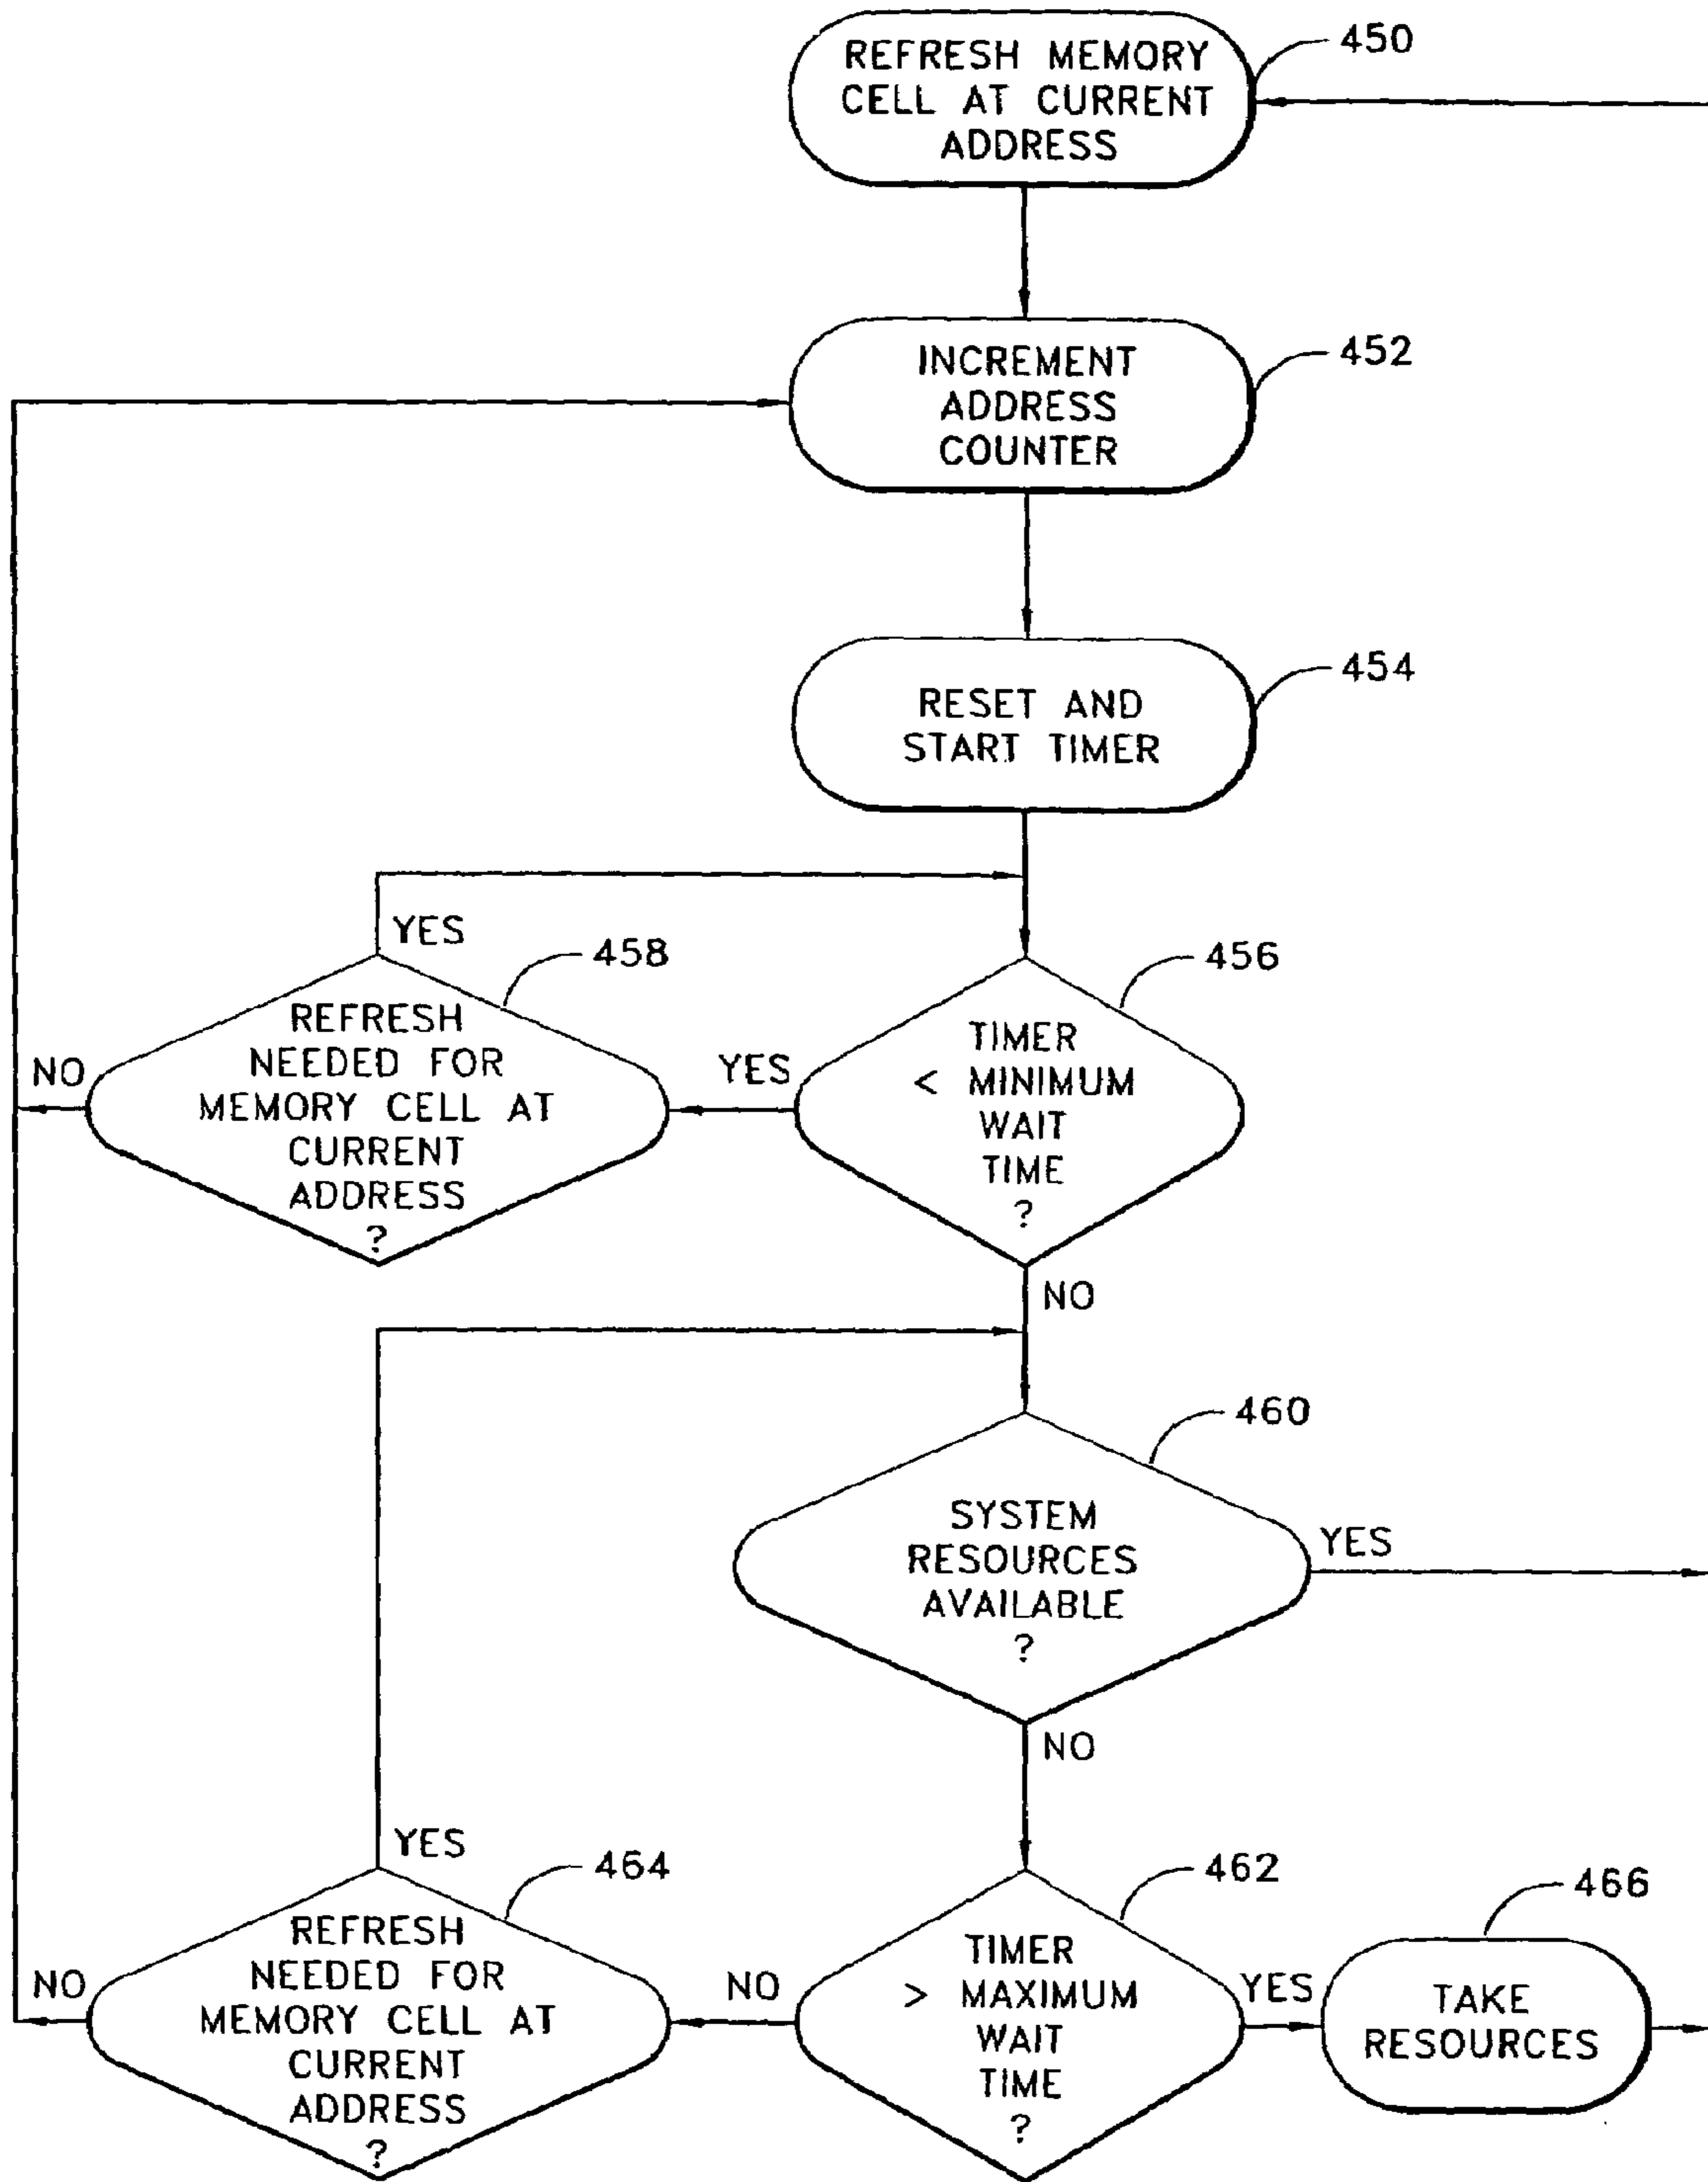 REFRESH MEMORY
CELL AT CURRENT
ADDRESS
450
INCREMENT
ADDRESS
COUNTER
452
RESET AND
START TIMER
454
YES
458
REFRESH
NEEDED FOR
MEMORY CELL AT
CURRENT
ADDRESS
?
NO
YES
456
TIMER
< MINIMUM
WAIT
TIME
?
NO
460
SYSTEM
RESOURCES
AVAILABLE
?
YES
NO
YES
464
REFRESH
NEEDED FOR
MEMORY CELL AT
CURRENT
ADDRESS
?
NO
NO
462
TIMER
> MAXIMUM
WAIT
TIME
?
YES
466
TAKE
RESOURCES